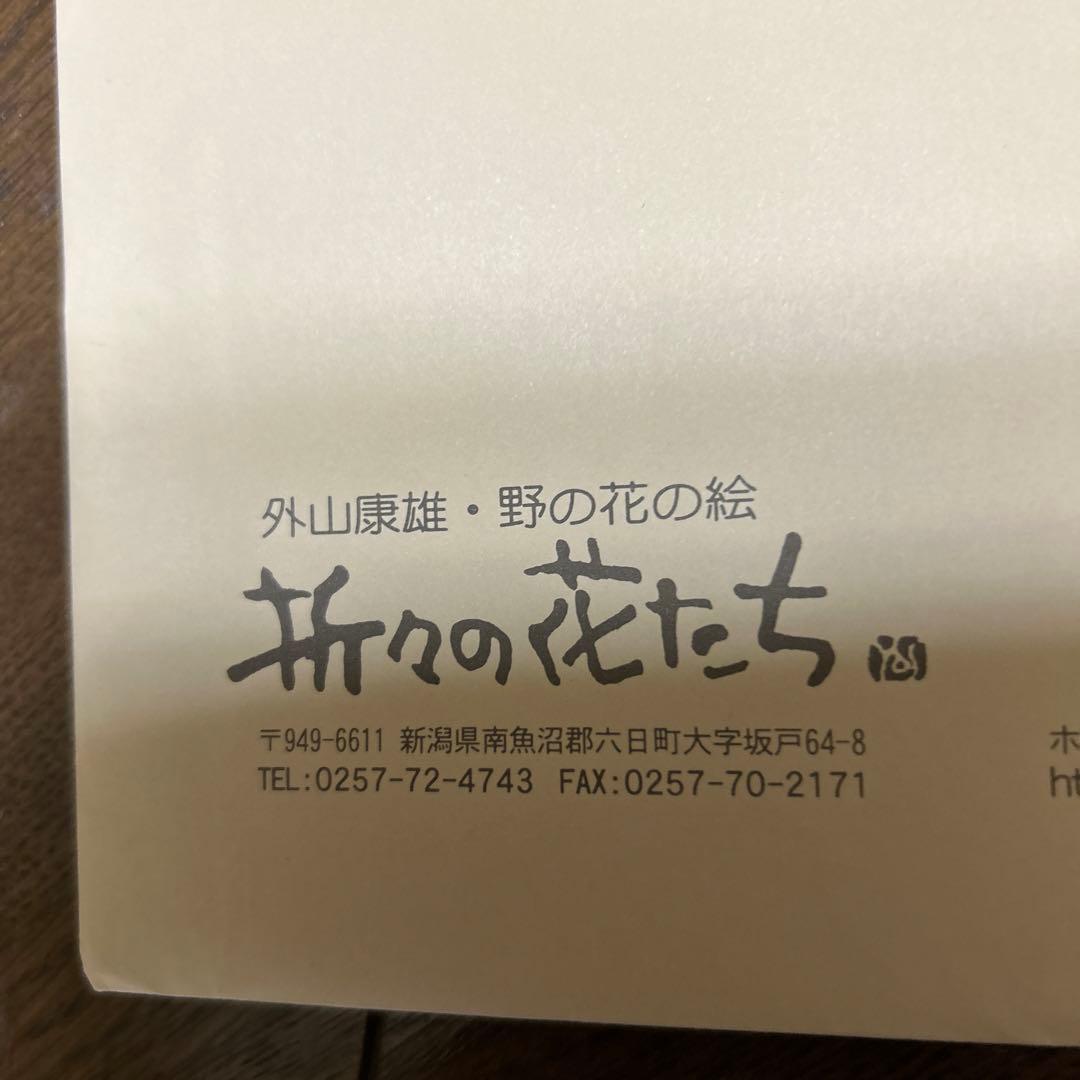 外山康雄・野の花の絵
折々の花たち
〒949-6611 新潟県南魚沼郡六日町大字坂戸64-8
TEL:0257-72-4743 FAX:0257-70-2171
ホ
ht